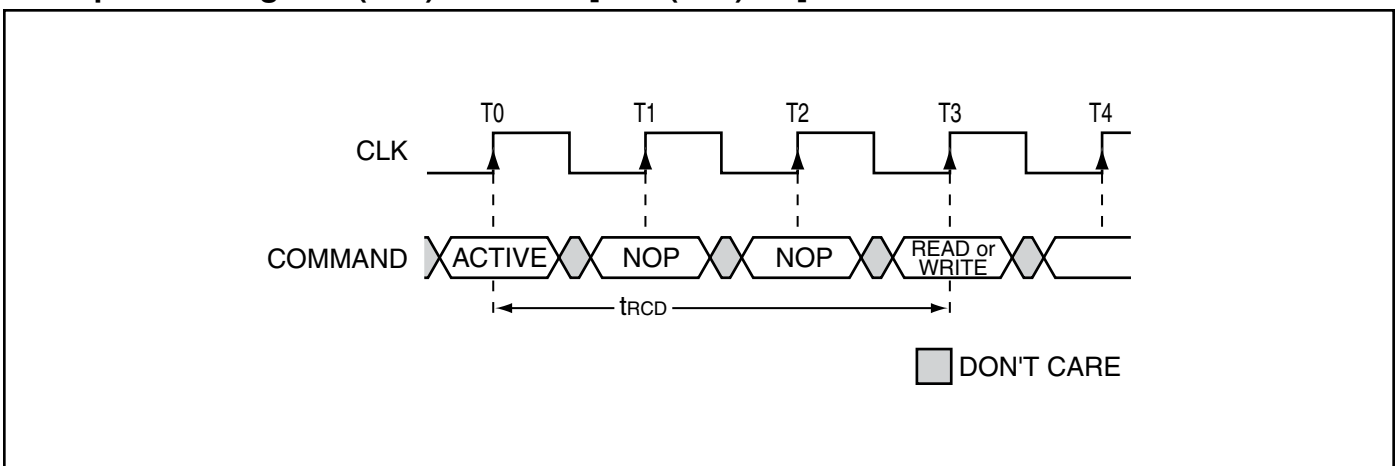 T0 T1 T2 T3 T4
CLK
COMMAND ACTIVE NOP NOP READ or
WRITE
tRCD
DON'T CARE